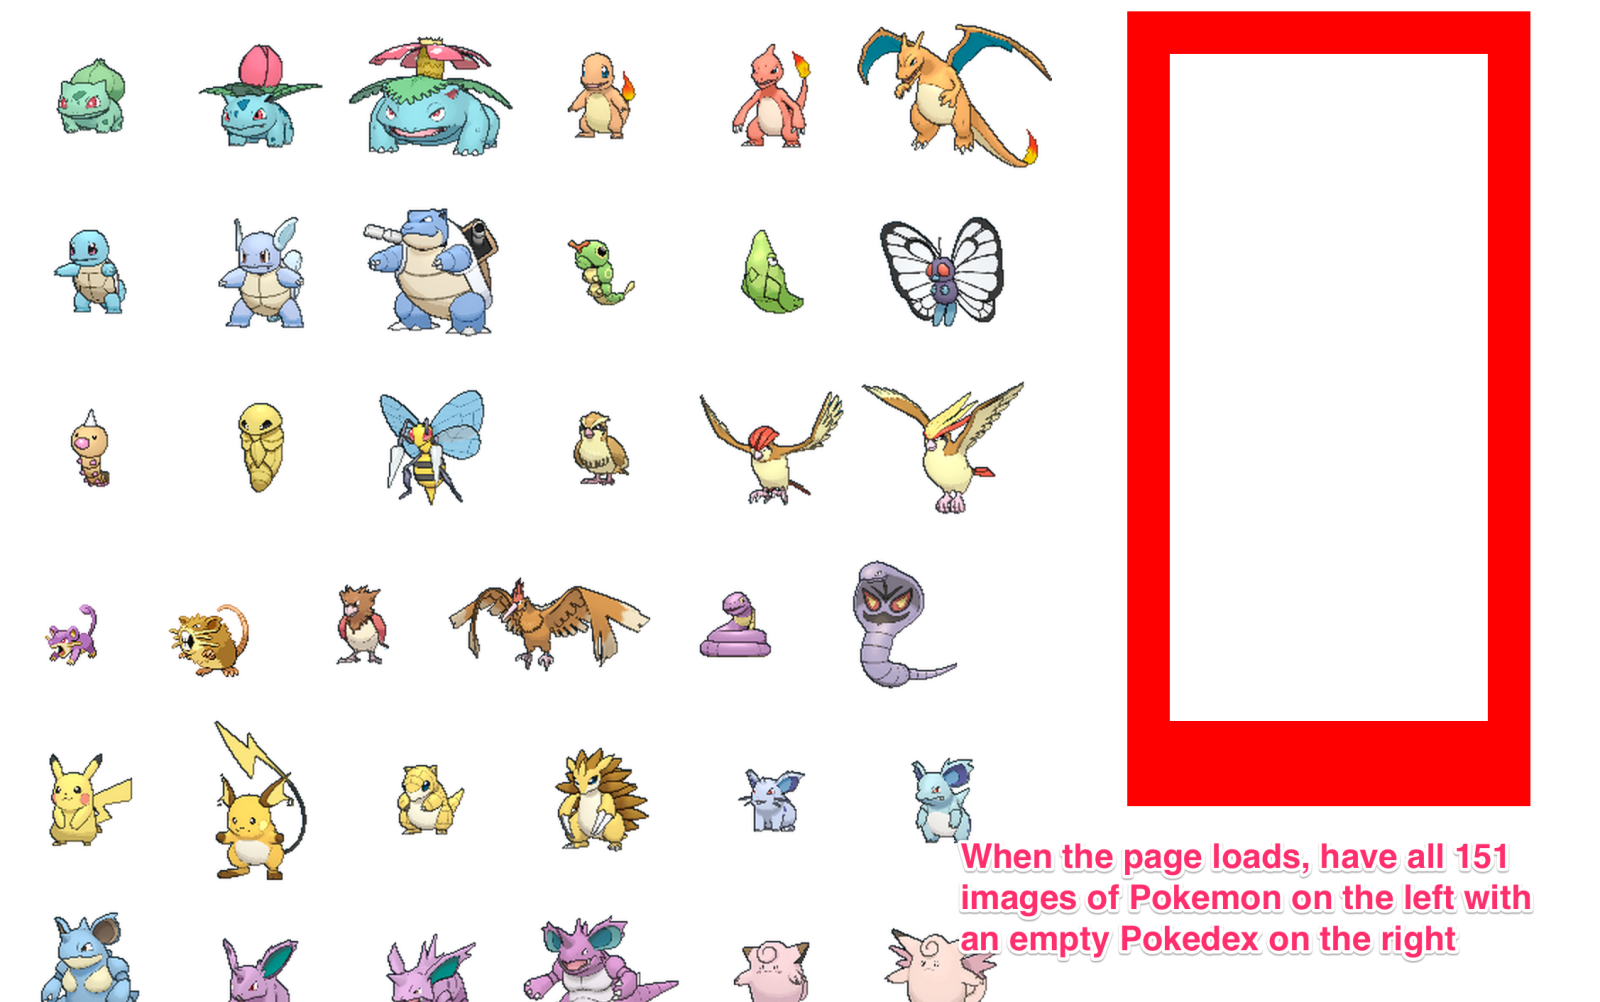 When the page loads, have all 151
images of Pokemon on the left with
an empty Pokedex on the right